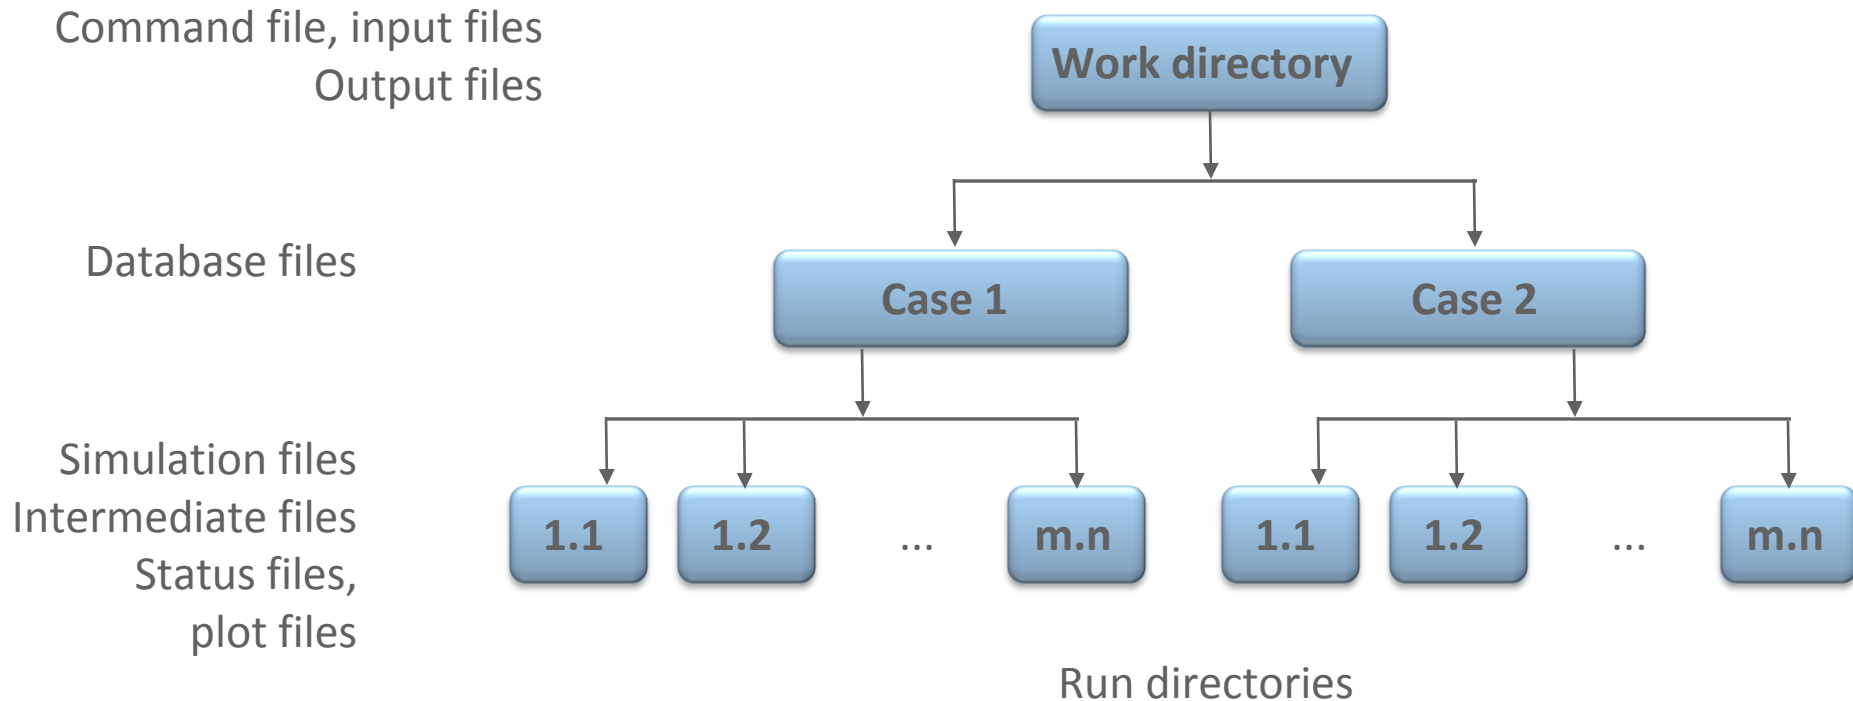 Command file, input files
Output files
Work directory
Database files
Case 1
Case 2
Simulation files
Intermediate files
Status files,
plot files
1.1
1.2
...
m.n
1.1
1.2
...
m.n
Run directories